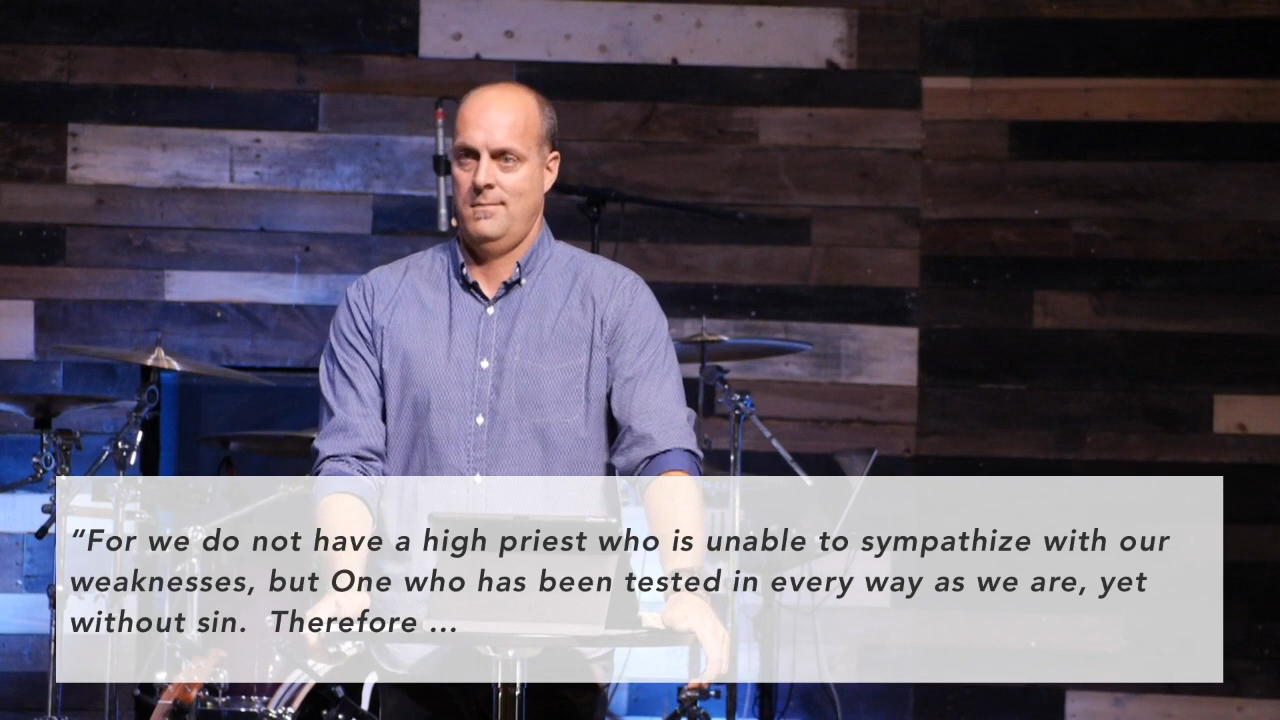 “For we do not have a high priest who is unable to sympathize with our
weaknesses, but One who has been tested in every way as we are, yet
without sin.  Therefore ...